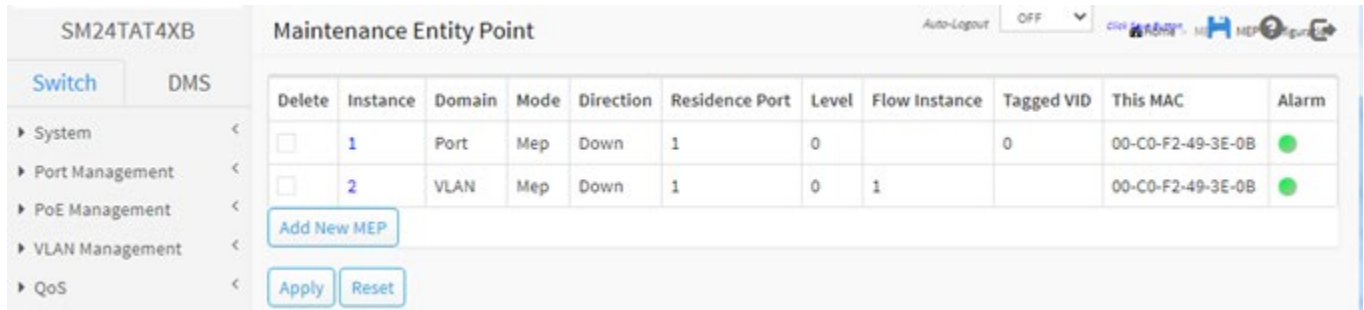 SM24TAT4XB
Maintenance Entity Point
Auto-Logout OFF
Click Save Button
Switch DMS
Delete Instance Domain Mode Direction Residence Port Level Flow Instance Tagged VID This MAC Alarm
System
1 Port Mep Down 1 0 0 00-C0-F2-49-3E-0B
Port Management
2 VLAN Mep Down 1 0 1 00-C0-F2-49-3E-0B
PoE Management
Add New MEP
VLAN Management
QoS
Apply Reset